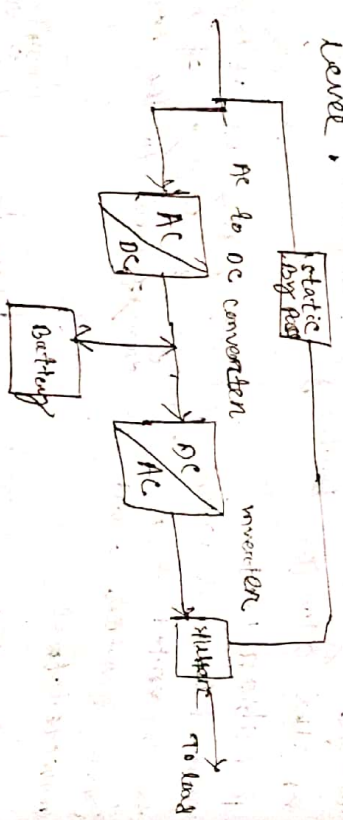 Level.
static
By pass
AC to DC converter
inverter
AC
DC
DC
AC
Battery
To load